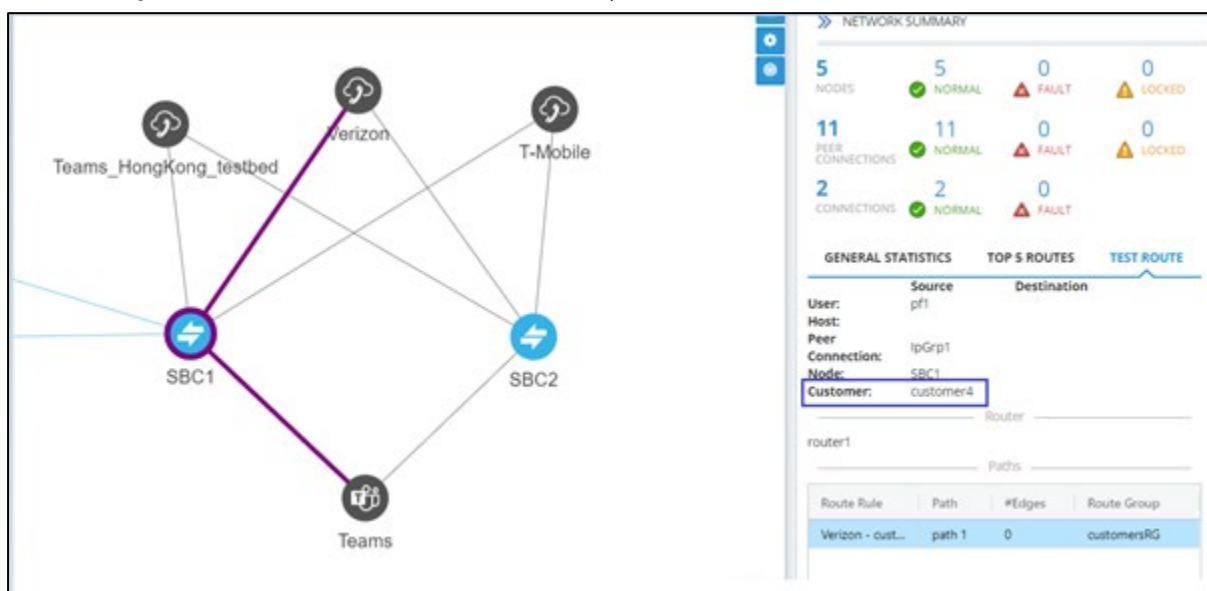 NETWORK SUMMARY
5 5 0 0
NODES NORMAL FAULT LOCKED
11 11 0 0
PEER CONNECTIONS NORMAL FAULT LOCKED
2 2 0
CONNECTIONS NORMAL FAULT
GENERAL STATISTICS TOP 5 ROUTES TEST ROUTE
Source Destination
User: pf1
Host:
Peer
Connection: IpGrp1
Node: SBC1
Customer: customer4
Router
router1
Paths
Route Rule Path #Edges Route Group
Verizon - cust... path 1 0 customersRG
Verizon
T-Mobile
Teams_HongKong_testbed
SBC1
SBC2
Teams